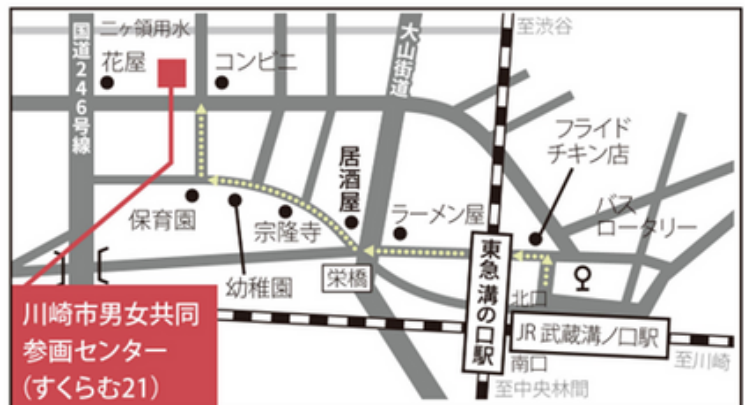 二ヶ領用水
至渋谷
国道246号線
花屋
コンビニ
大山街道
フライド
チキン店
居酒屋
保育園
宗隆寺
ラーメン屋
バス
ロータリー
幼稚園
栄橋
東急 溝の口駅
北口
川崎市男女共同
参画センター
(すくらむ21)
JR 武蔵溝ノ口駅
南口
至川崎
至中央林間